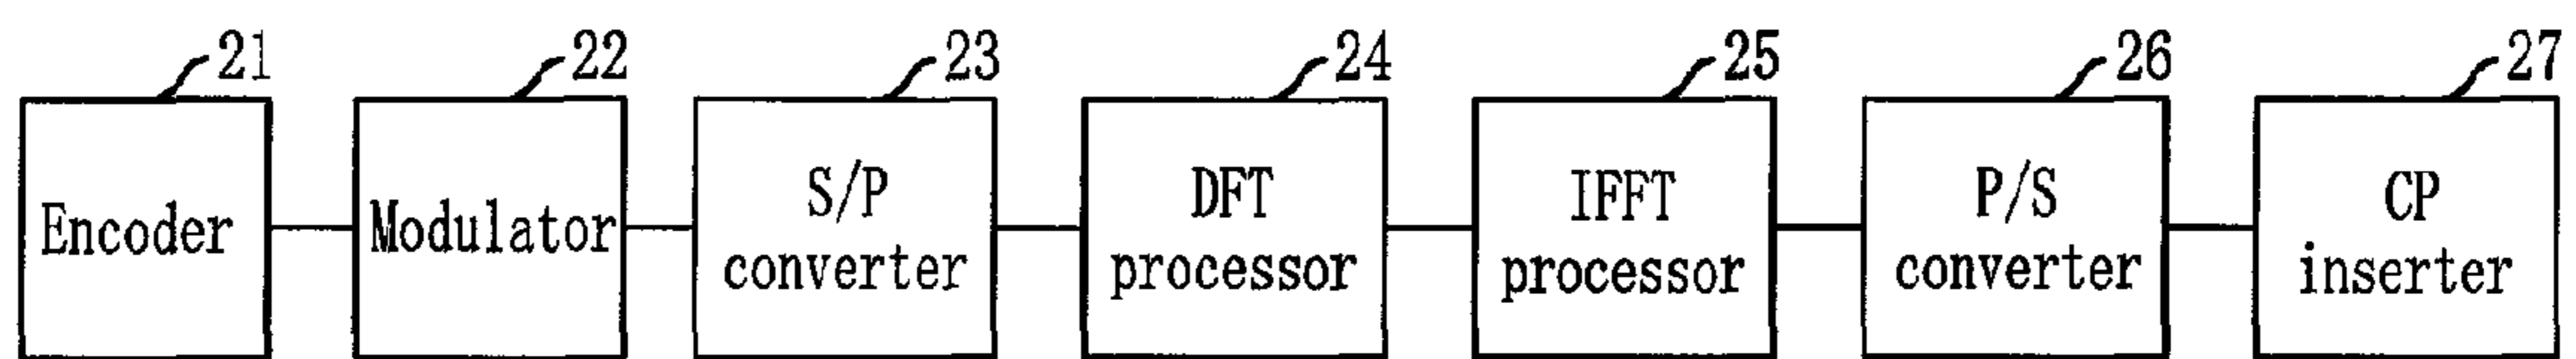 21 22 23 24 25 26 27
Encoder
Modulator
S/P
converter
DFT
processor
IFFT
processor
P/S
converter
CP
inserter